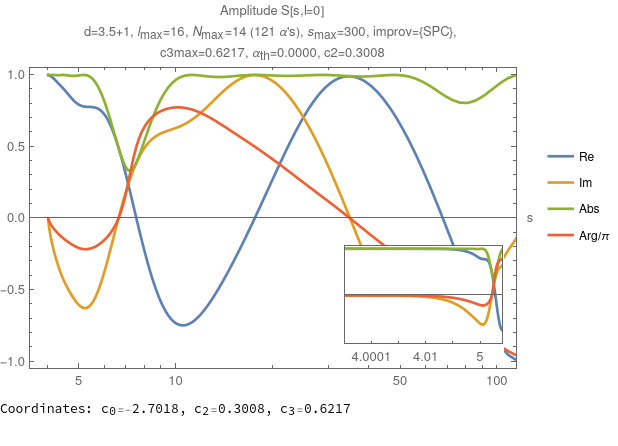 Amplitude S[s,l=0]
d=3.5+1, lmax=16, Nmax=14 (121 α's), smax=300, improv={SPC},
c3max=0.6217, αth=0.0000, c2=0.3008
1.0
0.5
0.0
-0.5
-1.0
5 10 50 100
s
Re
Im
Abs
Arg/π
4.0001 4.01 5
Coordinates: c0=-2.7018, c2=0.3008, c3=0.6217